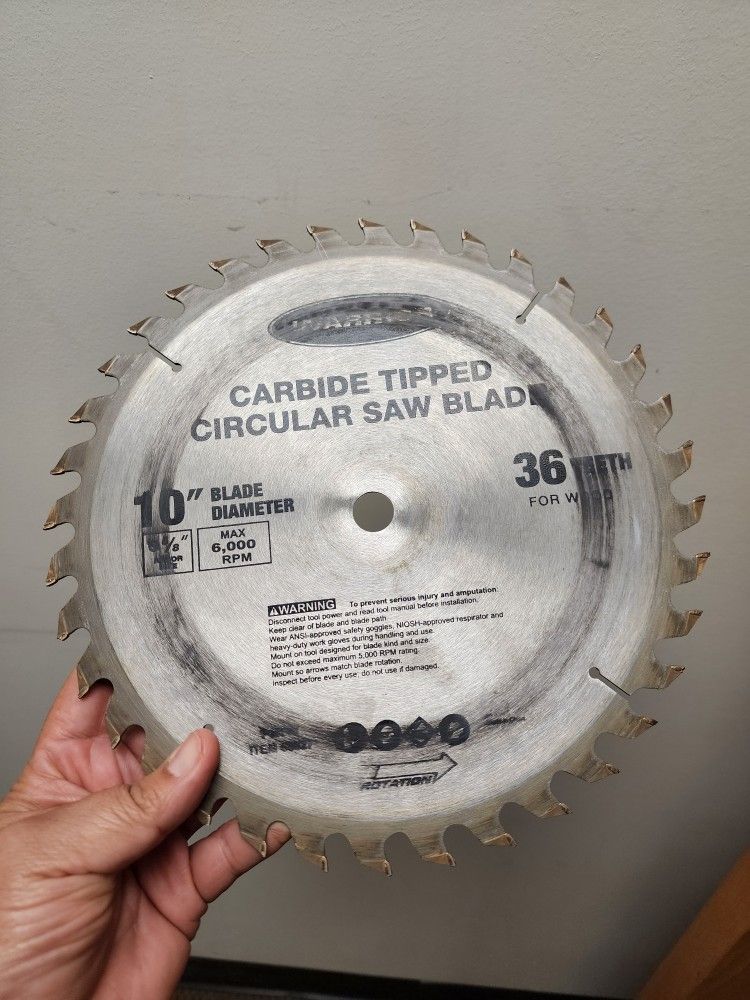 CARBIDE TIPPED
CIRCULAR SAW BLADE
36 TEETH
FOR
10" BLADE
DIAMETER
MAX
6,000
RPM
WARNING To prevent serious injury and amputation:
Disconnect tool power and read tool manual before installation.
Keep clear of blade and blade path.
Wear ANSI-approved safety goggles, NIOSH-approved respirator and
heavy-duty work gloves during handling and use.
Mount on tool designed for blade kind and size.
Do not exceed maximum 5,000 RPM rating.
Mount so arrows match blade rotation.
Inspect before every use; do not use if damaged.
ITEM
ROTATION